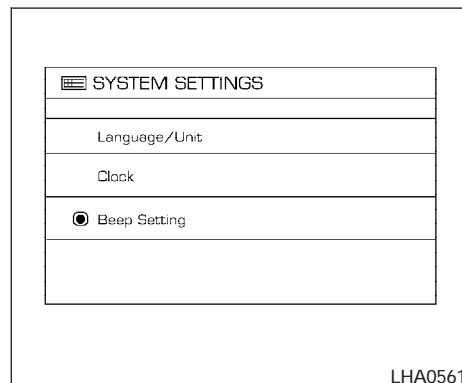 SYSTEM SETTINGS
Language/Unit
Clock
Beep Setting
LHA0561